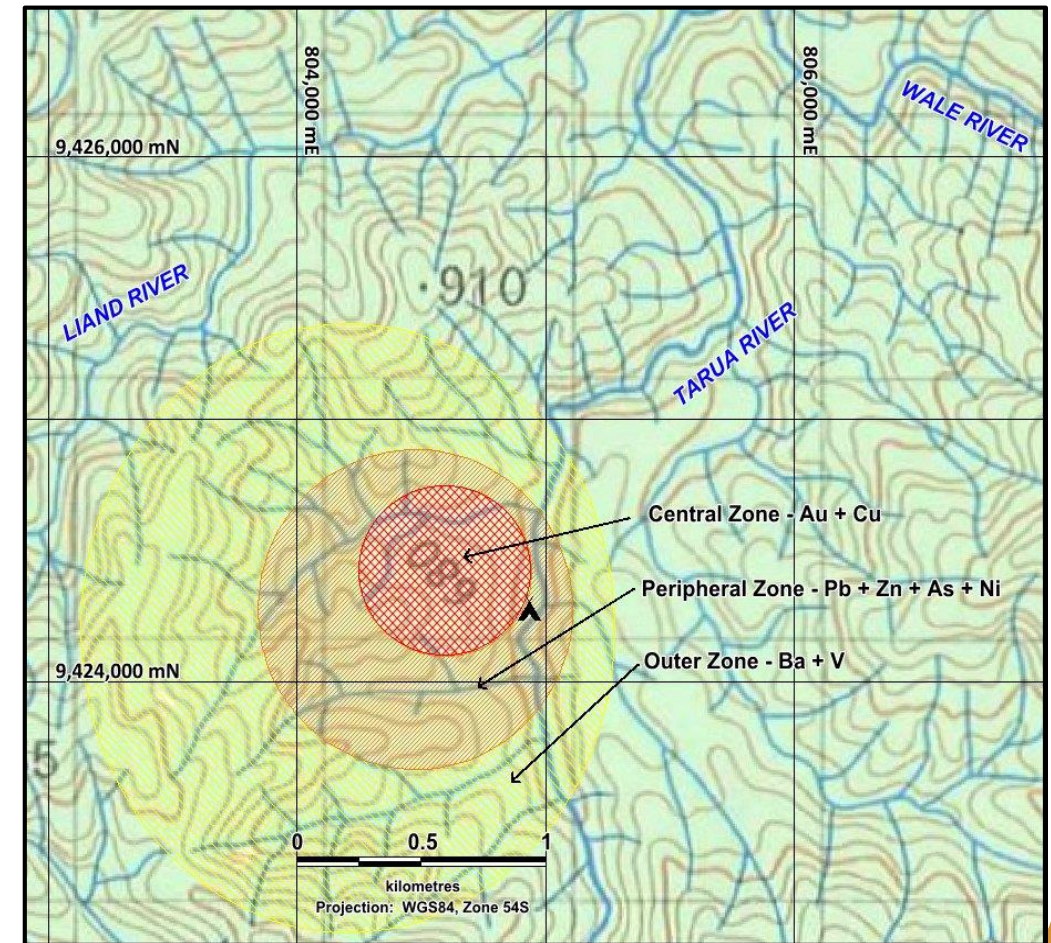 804,000 mE
806,000 mE
WALE RIVER
9,426,000 mN
LIAND RIVER
·910
TARUA RIVER
Central Zone - Au + Cu
089
Peripheral Zone - Pb + Zn + As + Ni
Outer Zone - Ba + V
9,424,000 mN
5
0 0.5 1
kilometres
Projection: WGS84, Zone 54S